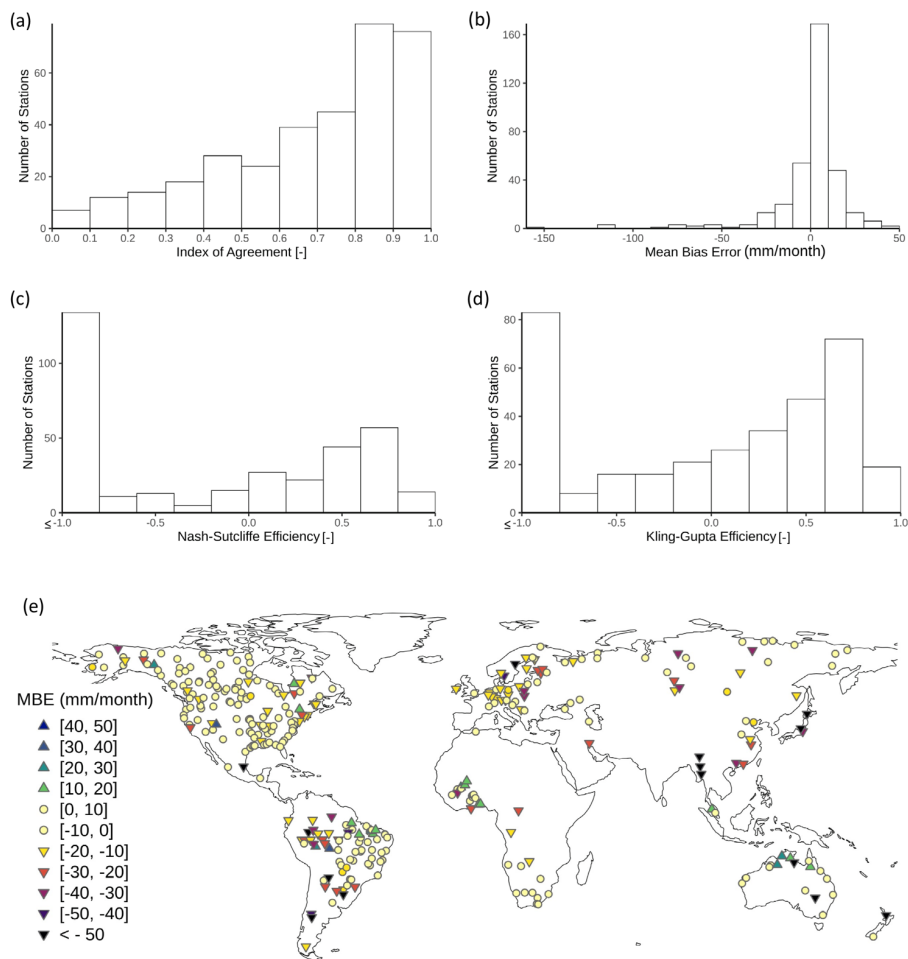 (a)
Number of Stations
60
40
20
0
0.0 0.1 0.2 0.3 0.4 0.5 0.6 0.7 0.8 0.9 1.0
Index of Agreement [-]
(b)
Number of Stations
160
120
80
40
0
-150 -100 -50 0 50
Mean Bias Error (mm/month)
(c)
Number of Stations
100
50
0
≤ -1.0 -0.5 0.0 0.5 1.0
Nash-Sutcliffe Efficiency [-]
(d)
Number of Stations
80
60
40
20
0
≤ -1.0 -0.5 0.0 0.5 1.0
Kling-Gupta Efficiency [-]
(e)
MBE (mm/month)
[40, 50]
[30, 40]
[20, 30]
[10, 20]
[0, 10]
[-10, 0]
[-20, -10]
[-30, -20]
[-40, -30]
[-50, -40]
< - 50